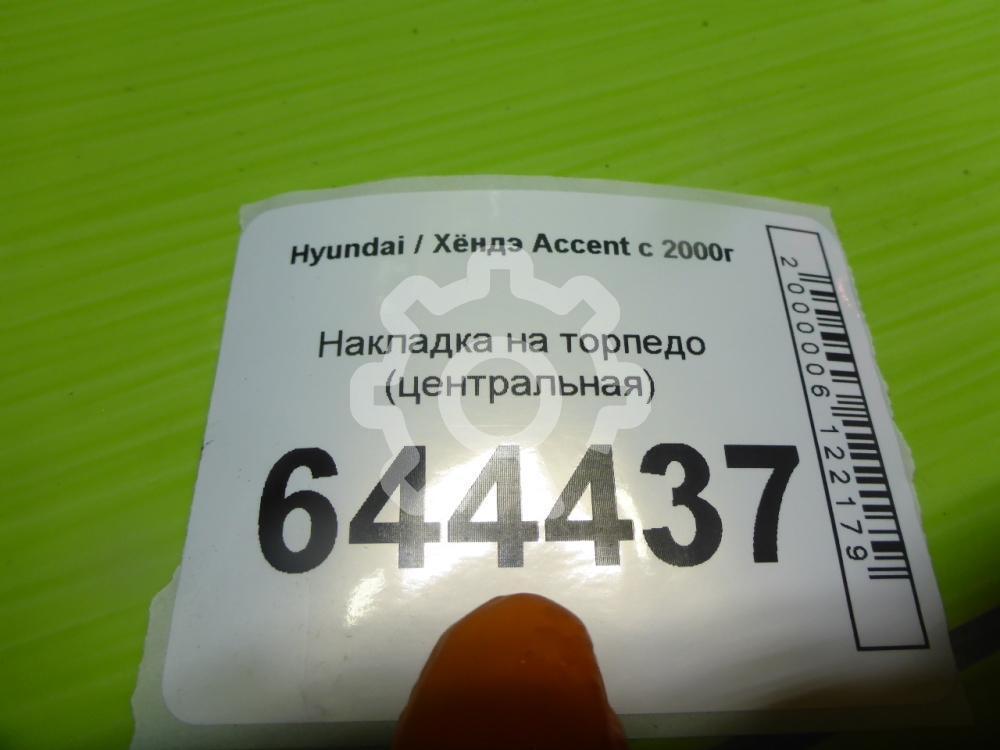 Hyundai / Хёндэ Accent с 2000г
Накладка на торпедо
(центральная)
644437
2000006122179